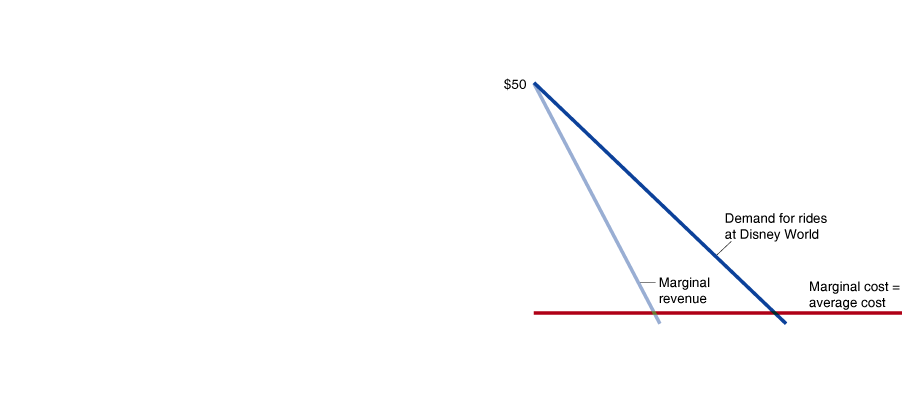 $50
Demand for rides
at Disney World
Marginal
revenue
Marginal cost =
average cost